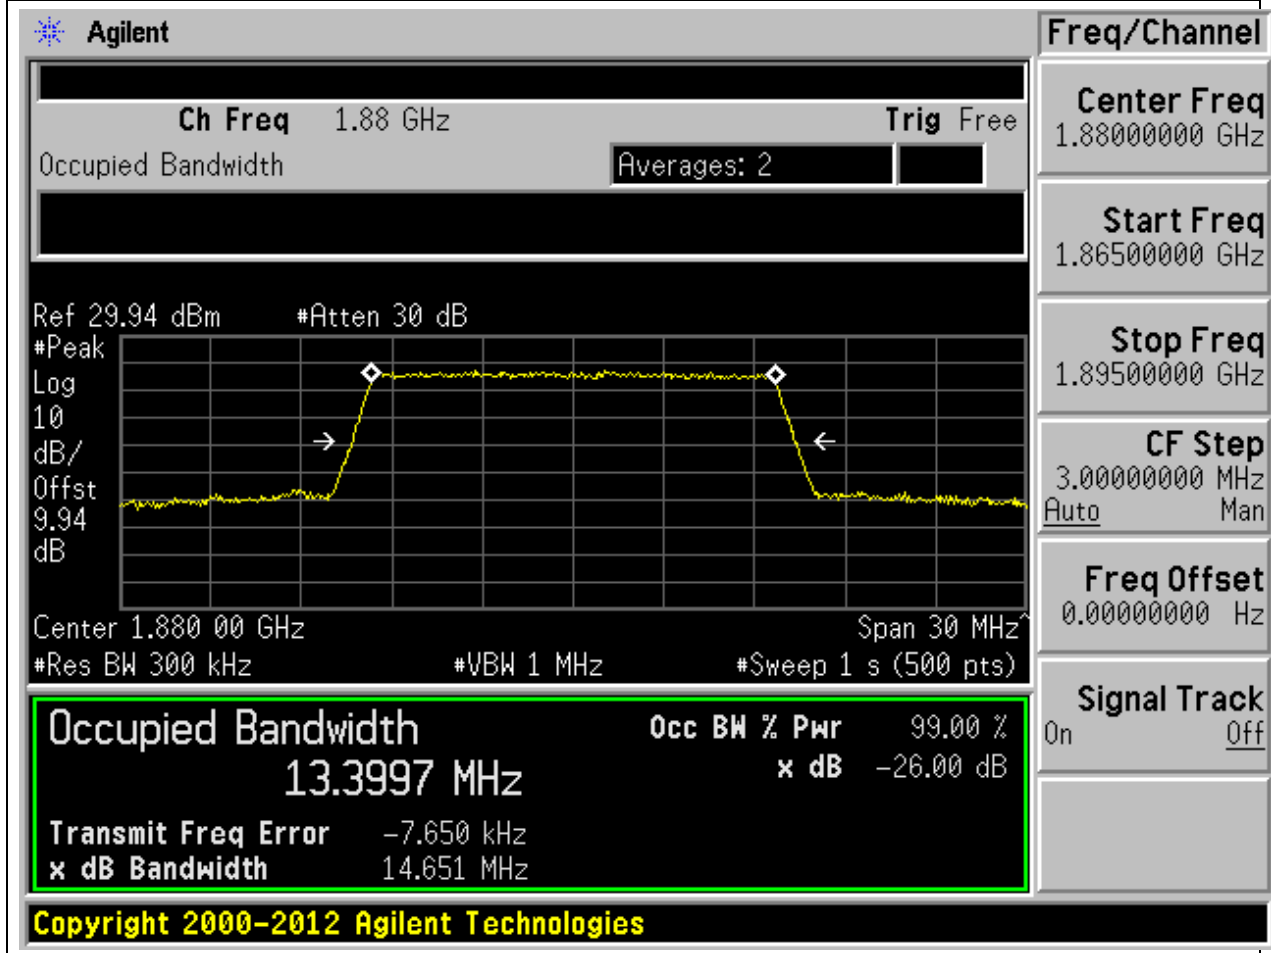 Agilent
Freq/Channel
Ch Freq 1.88 GHz Trig Free
Occupied Bandwidth Averages: 2
Center Freq
1.88000000 GHz
Start Freq
1.86500000 GHz
Stop Freq
1.89500000 GHz
CF Step
3.00000000 MHz
Auto Man
Freq Offset
0.00000000 Hz
Signal Track
On Off
Ref 29.94 dBm #Atten 30 dB
#Peak
Log
10
dB/
Offst
9.94
dB
Center 1.880 00 GHz Span 30 MHz^
#Res BW 300 kHz #VBW 1 MHz #Sweep 1 s (500 pts)
Occupied Bandwidth Occ BW % Pwr 99.00 %
13.3997 MHz x dB -26.00 dB
Transmit Freq Error -7.650 kHz
x dB Bandwidth 14.651 MHz
Copyright 2000-2012 Agilent Technologies